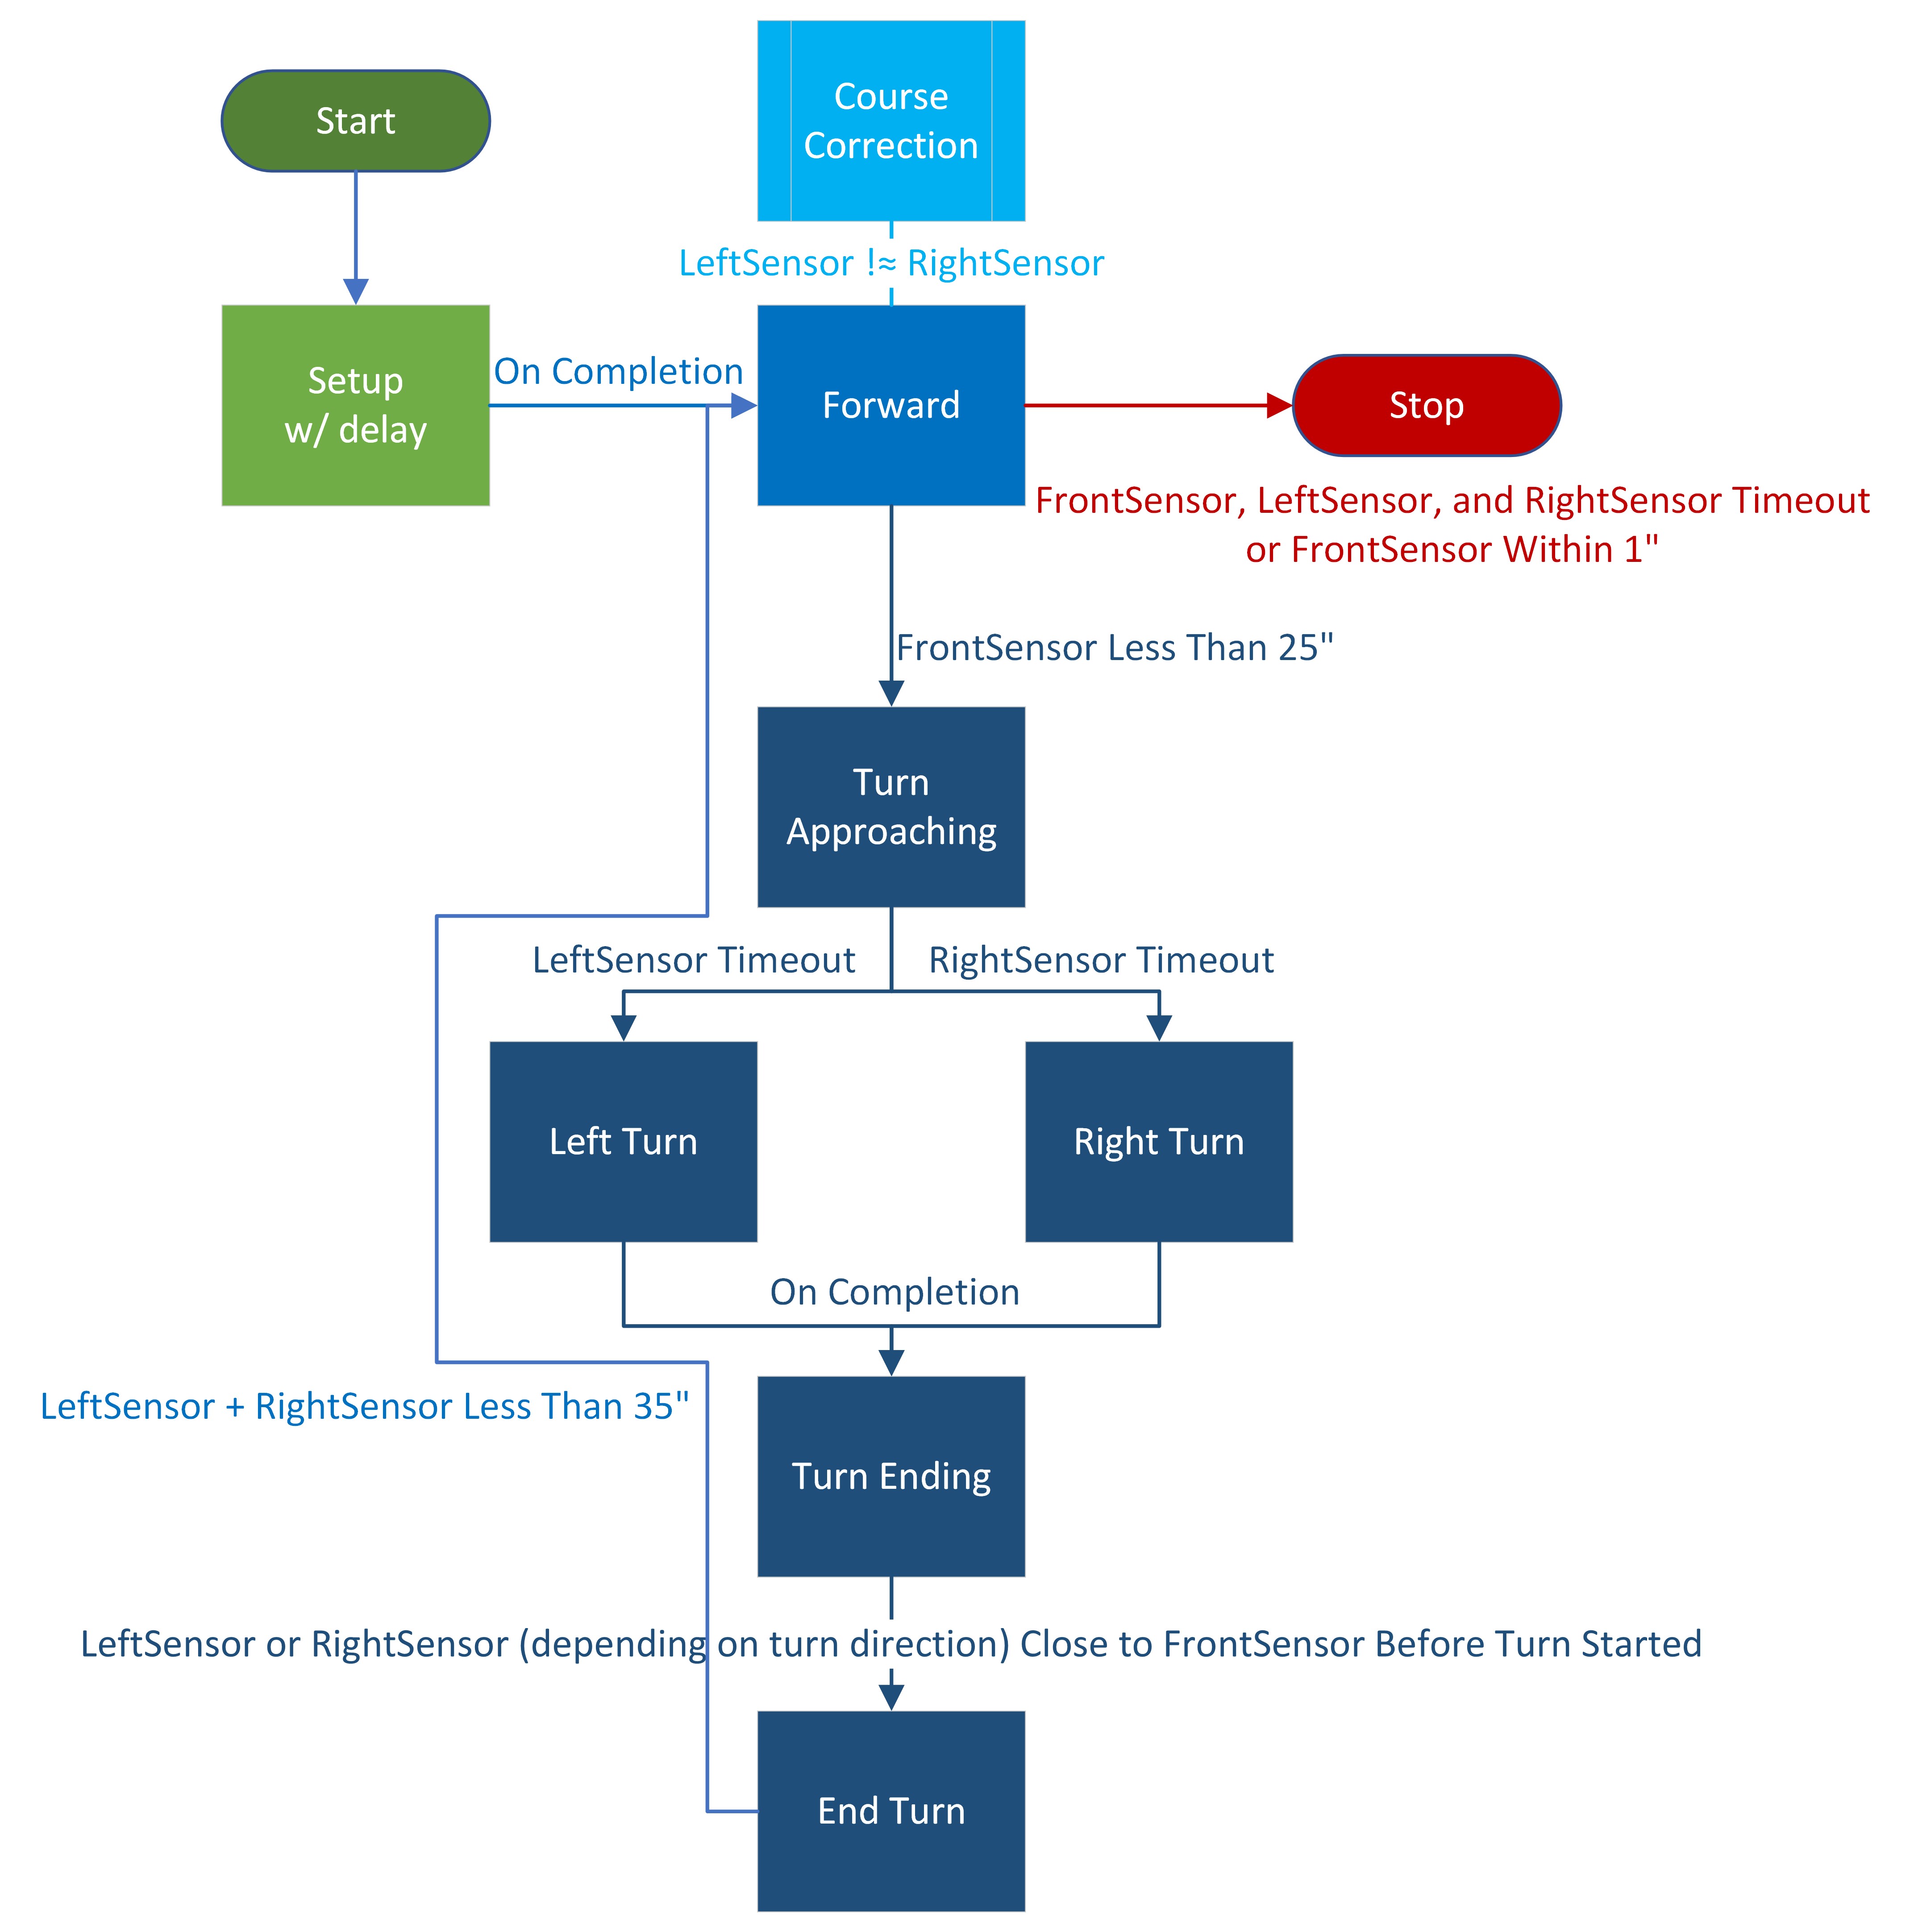 Course
Correction
Start
LeftSensor !≈ RightSensor
Setup
w/ delay
On Completion
Forward
Stop
FrontSensor, LeftSensor, and RightSensor Timeout
or FrontSensor Within 1"
FrontSensor Less Than 25"
Turn
Approaching
LeftSensor Timeout
RightSensor Timeout
Left Turn
Right Turn
On Completion
LeftSensor + RightSensor Less Than 35"
Turn Ending
LeftSensor or RightSensor (depending on turn direction) Close to FrontSensor Before Turn Started
End Turn